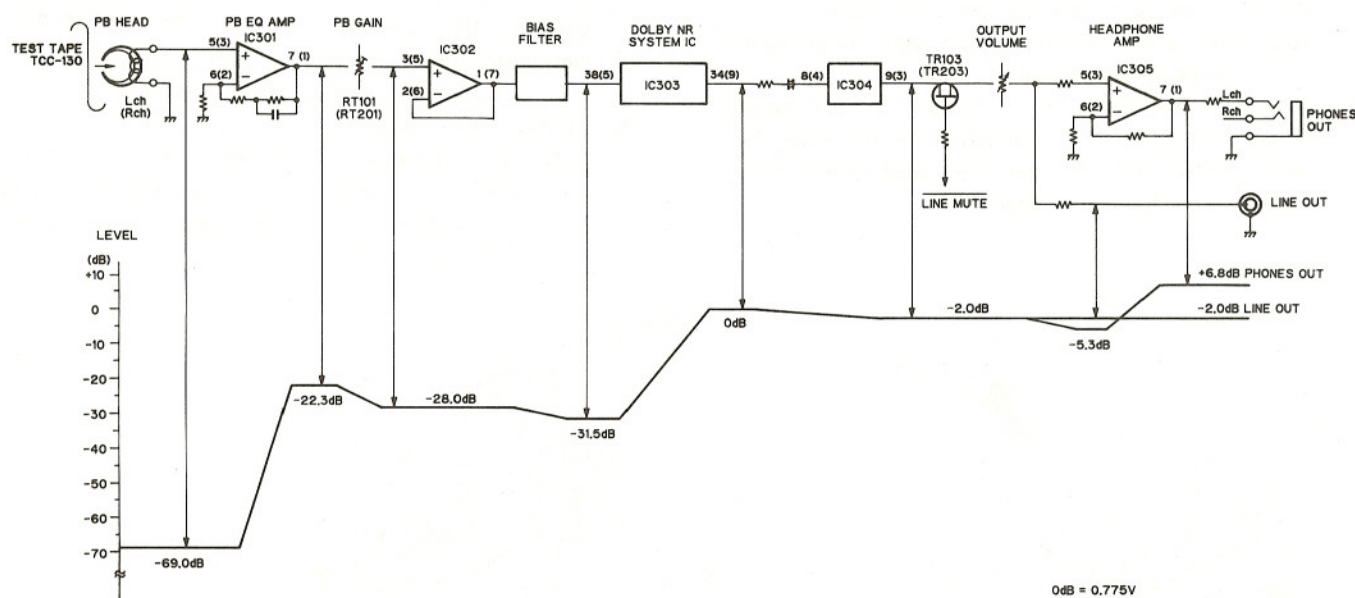 PB HEAD
PB EQ AMP
IC301
PB GAIN
BIAS
FILTER
DOLBY NR
SYSTEM IC
OUTPUT
VOLUME
HEADPHONE
AMP
TEST TAPE
TCC-130
5(3)
+
6(2)
−
7 (1)
Lch
(Rch)
RT101
(RT201)
3(5)
+
IC302
2(6)
−
1(7)
38(5)
IC303
34(9)
8(4)
IC304
9(3)
TR103
(TR203)
LINE MUTE
5(3)
+
IC305
6(2)
−
7 (1)
Lch
Rch
PHONES
OUT
LINE OUT
LEVEL
(dB)
+10
0
-10
-20
-30
-40
-50
-60
-70
-69.0dB
-22.3dB
-28.0dB
-31.5dB
0dB
-2.0dB
-5.3dB
+6.8dB PHONES OUT
-2.0dB LINE OUT
0dB = 0.775V